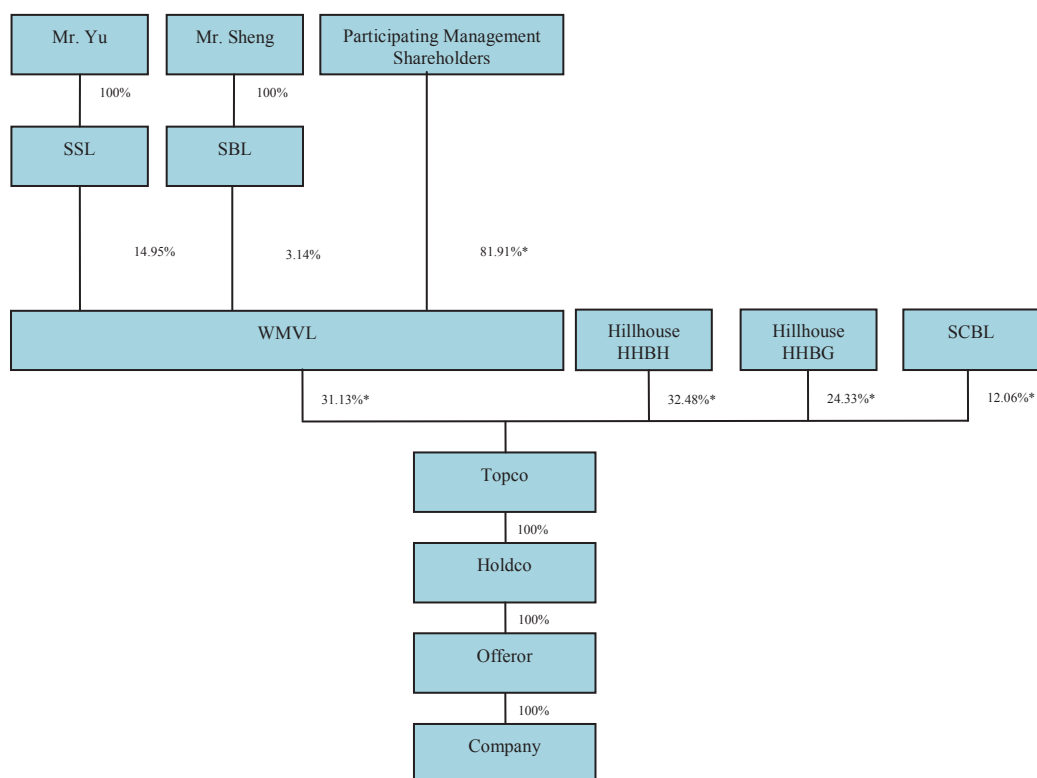 Mr. Yu
Mr. Sheng
Participating Management
Shareholders
100%
100%
SSL
SBL
14.95%
3.14%
81.91%*
WMVL
Hillhouse
HHBH
Hillhouse
HHBG
SCBL
31.13%*
32.48%*
24.33%*
12.06%*
Topco
100%
Holdco
100%
Offeror
100%
Company